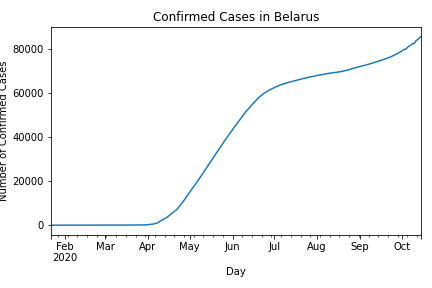 Confirmed Cases in Belarus
Number of Confirmed Cases
80000
60000
40000
20000
0
Feb Mar Apr May Jun Jul Aug Sep Oct
2020
Day